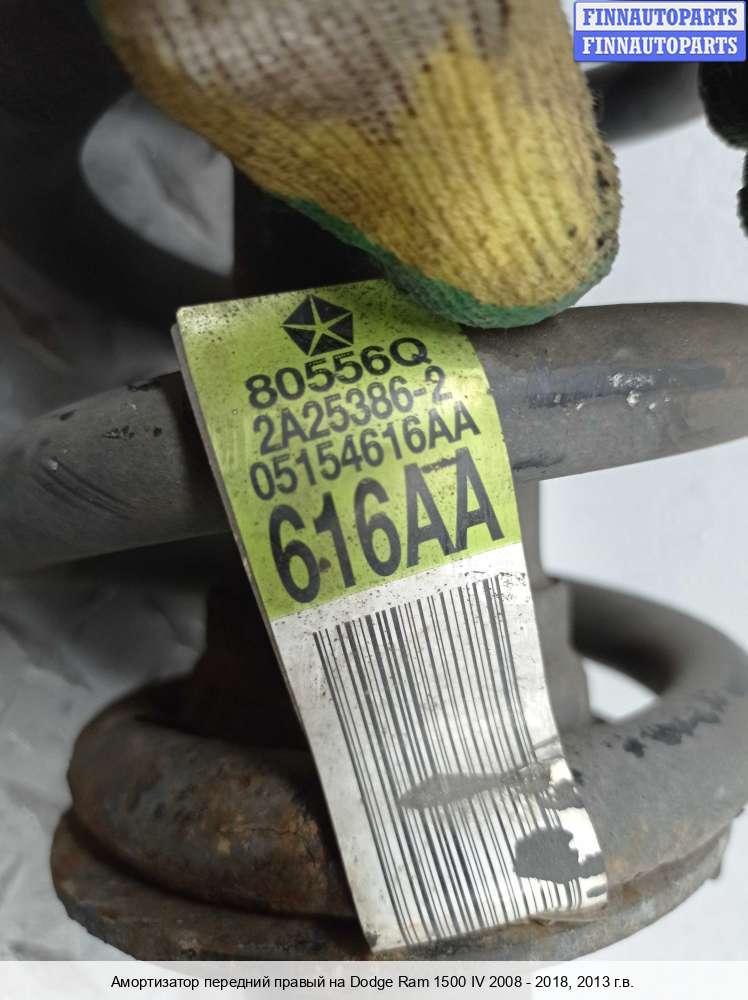 FINNAUTOPARTS
FINNAUTOPARTS
80556Q
2A25386-2
05154616AA
616AA
Амортизатор передний правый на Dodge Ram 1500 IV 2008 - 2018, 2013 г.в.